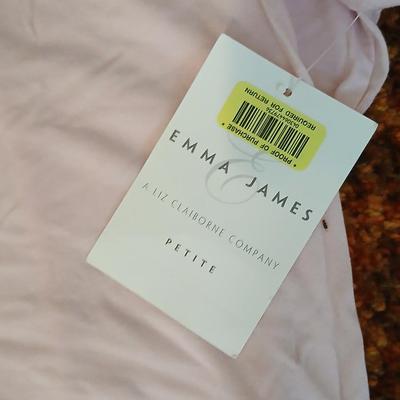 EMMA JAMES
A LIZ CLAIBORNE COMPANY
PETITE
* PROOF OF PURCHASE *
REQUIRED FOR RETURN